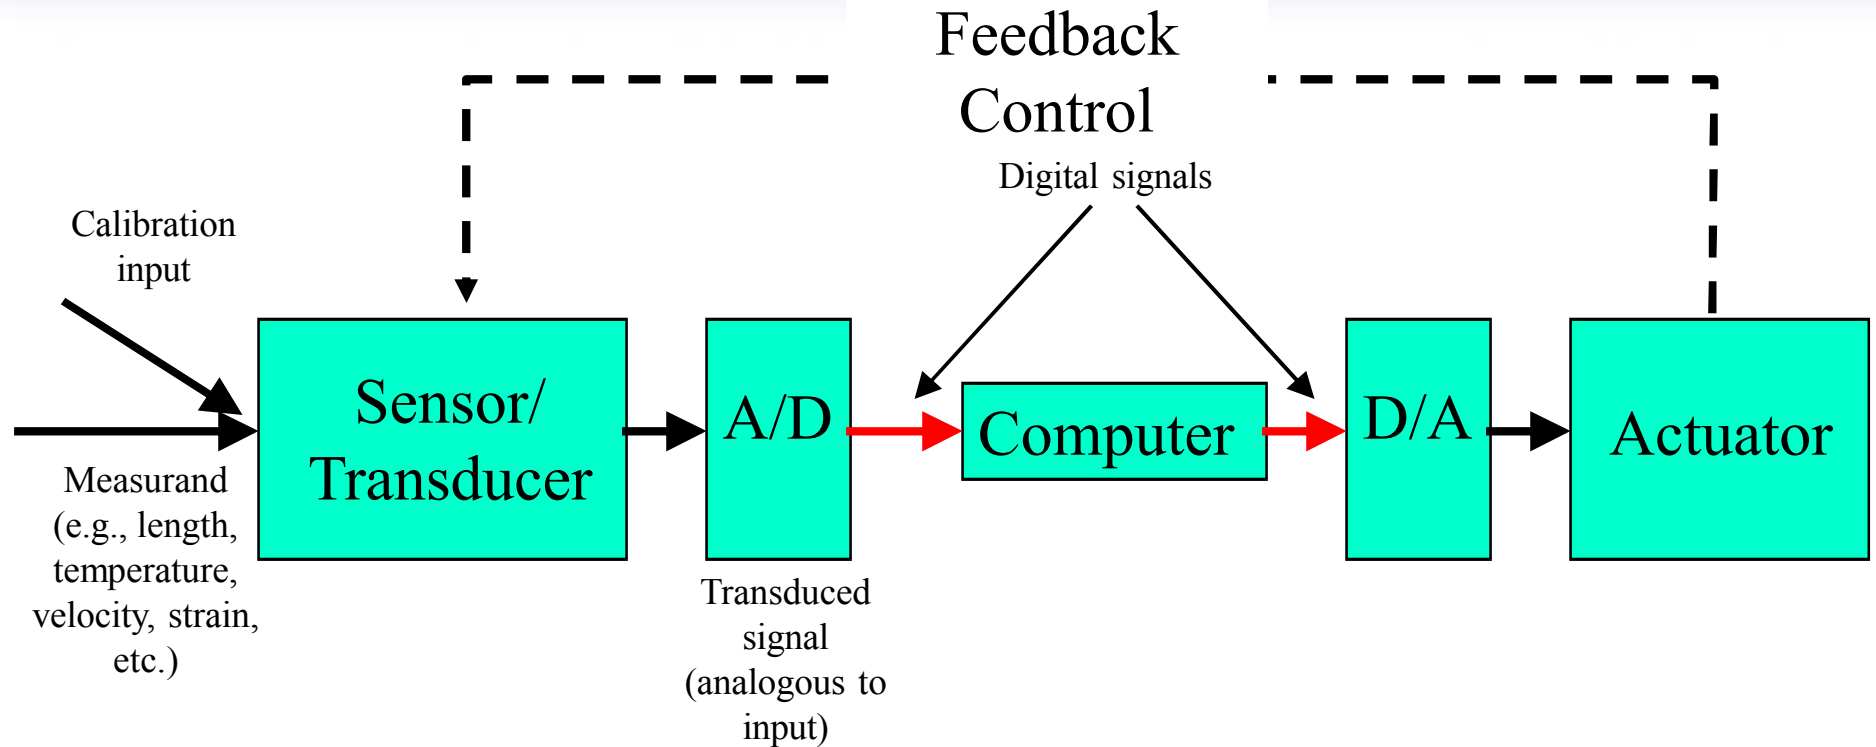 Feedback
Control
Digital signals
Calibration
input
Sensor/
Transducer
A/D
Computer
D/A
Actuator
Measurand
(e.g., length,
temperature,
velocity, strain,
etc.)
Transduced
signal
(analogous to
input)